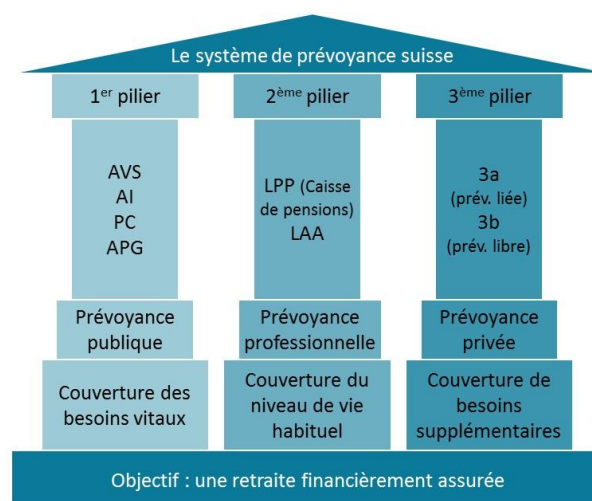 Le système de prévoyance suisse
1er pilier
2ème pilier
3ème pilier
AVS
AI
PC
APG
LPP (Caisse
de pensions)
LAA
3a
(prév. liée)
3b
(prév. libre)
Prévoyance
publique
Prévoyance
professionnelle
Prévoyance
privée
Couverture des
besoins vitaux
Couverture du
niveau de vie
habituel
Couverture de
besoins
supplémentaires
Objectif : une retraite financièrement assurée